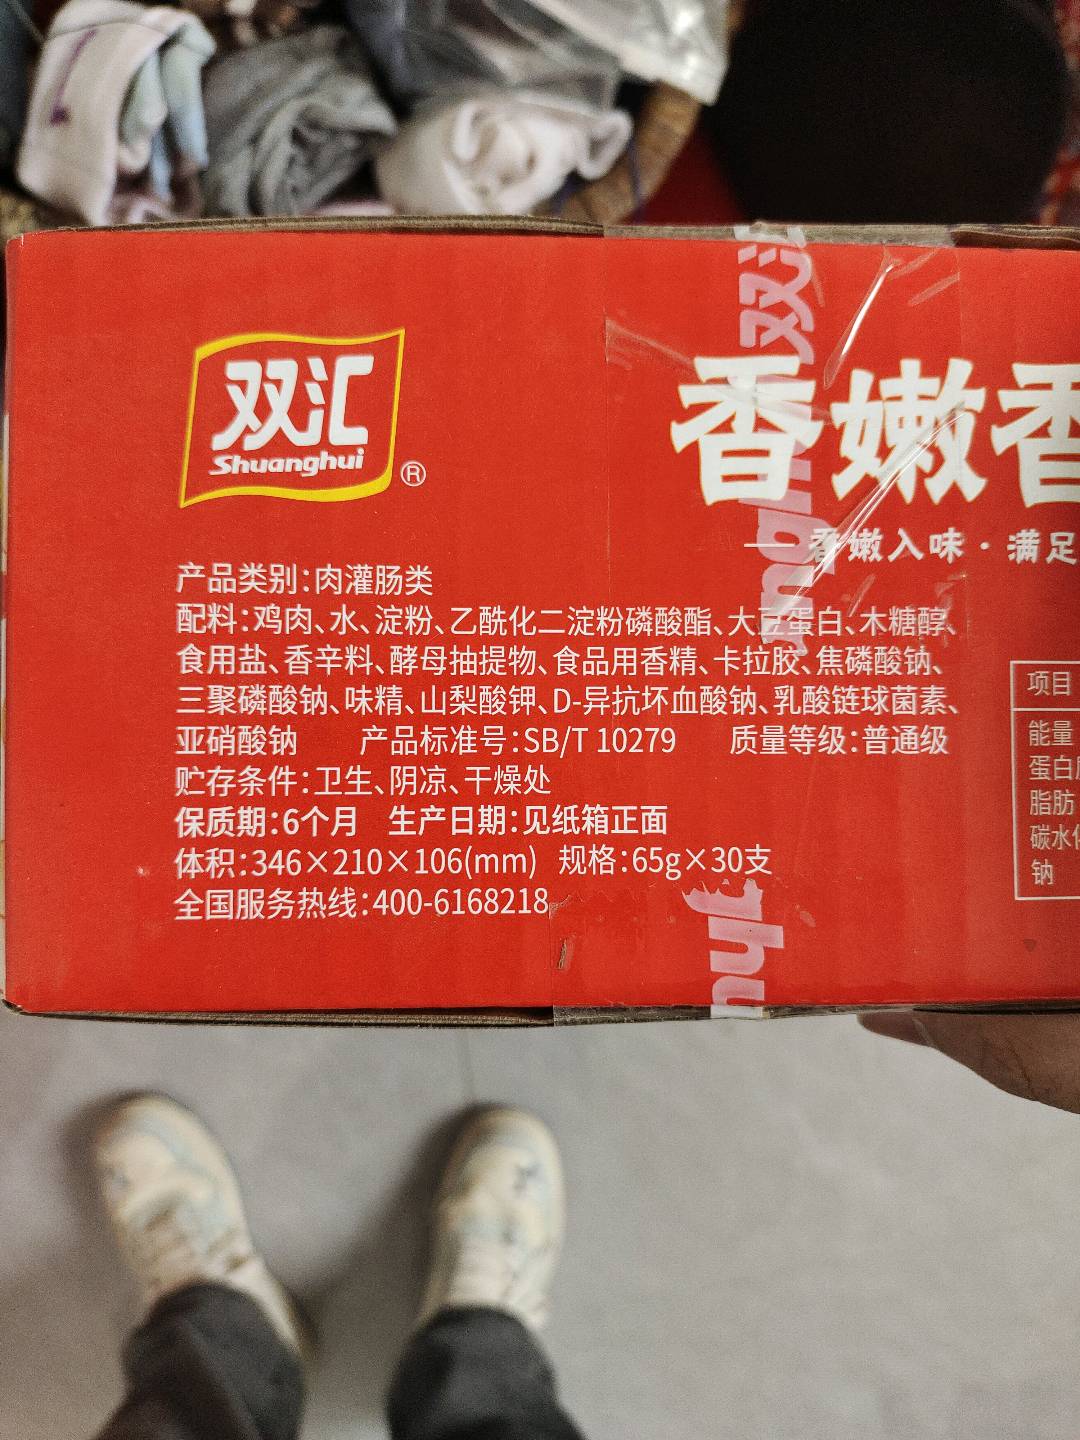 双汇
Shuanghui®
香嫩香
香嫩入味·满足
产品类别：肉灌肠类
配料：鸡肉、水、淀粉、乙酰化二淀粉磷酸酯、大豆蛋白、木糖醇、
食用盐、香辛料、酵母抽提物、食品用香精、卡拉胶、焦磷酸钠、
三聚磷酸钠、味精、山梨酸钾、D-异抗坏血酸钠、乳酸链球菌素、
亚硝酸钠 产品标准号：SB/T 10279 质量等级：普通级
贮存条件：卫生、阴凉、干燥处
保质期：6个月 生产日期：见纸箱正面
体积：346×210×106(mm) 规格：65g×30支
全国服务热线：400-6168218
项目
能量
蛋白
脂肪
碳水
钠
双汇